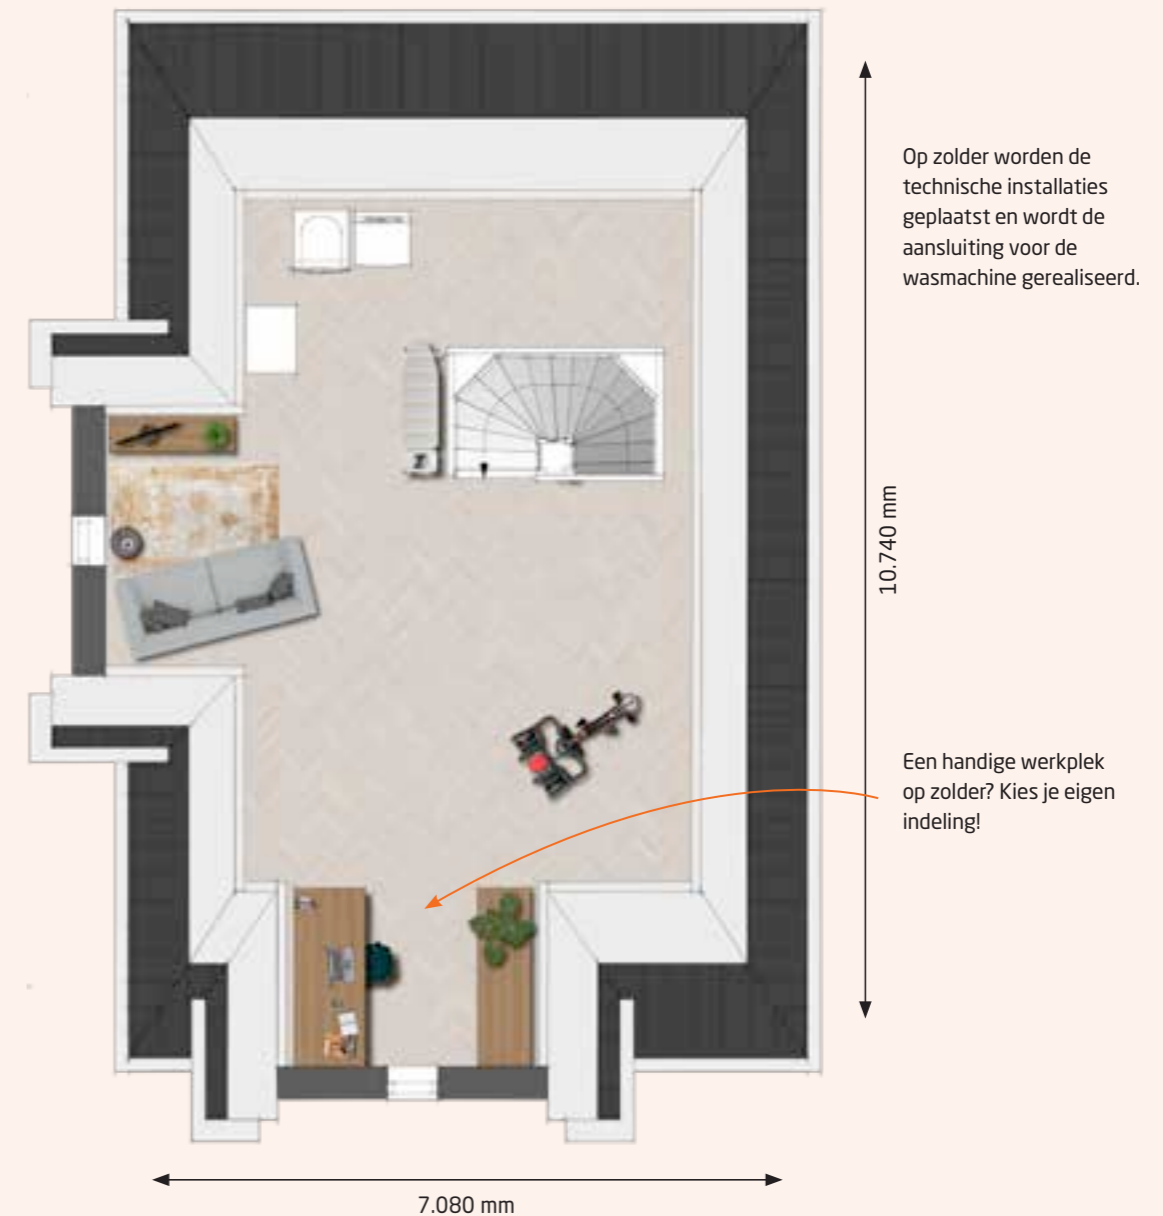 Op zolder worden de
technische installaties
geplaatst en wordt de
aansluiting voor de
wasmachine gerealiseerd.
10.740 mm
Een handige werkplek
op zolder? Kies je eigen
indeling!
7.080 mm